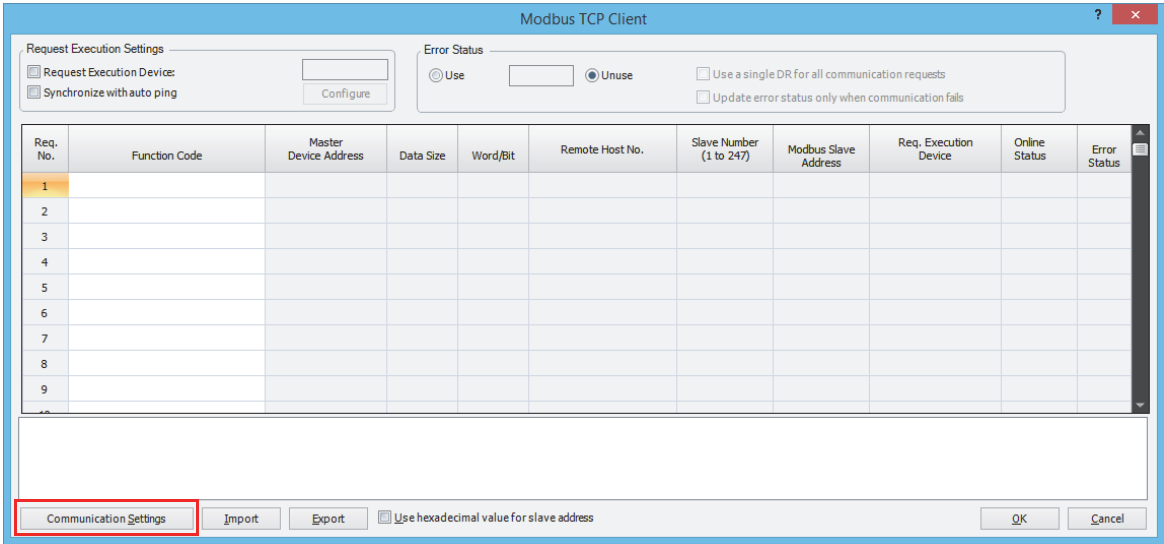 Modbus TCP Client
? ×
Request Execution Settings
Request Execution Device:
Synchronize with auto ping
Configure
Error Status
Use
Unuse
Use a single DR for all communication requests
Update error status only when communication fails
Req. No.
Function Code
Master Device Address
Data Size
Word/Bit
Remote Host No.
Slave Number (1 to 247)
Modbus Slave Address
Req. Execution Device
Online Status
Error Status
1
2
3
4
5
6
7
8
9
Communication Settings
Import
Export
Use hexadecimal value for slave address
OK
Cancel